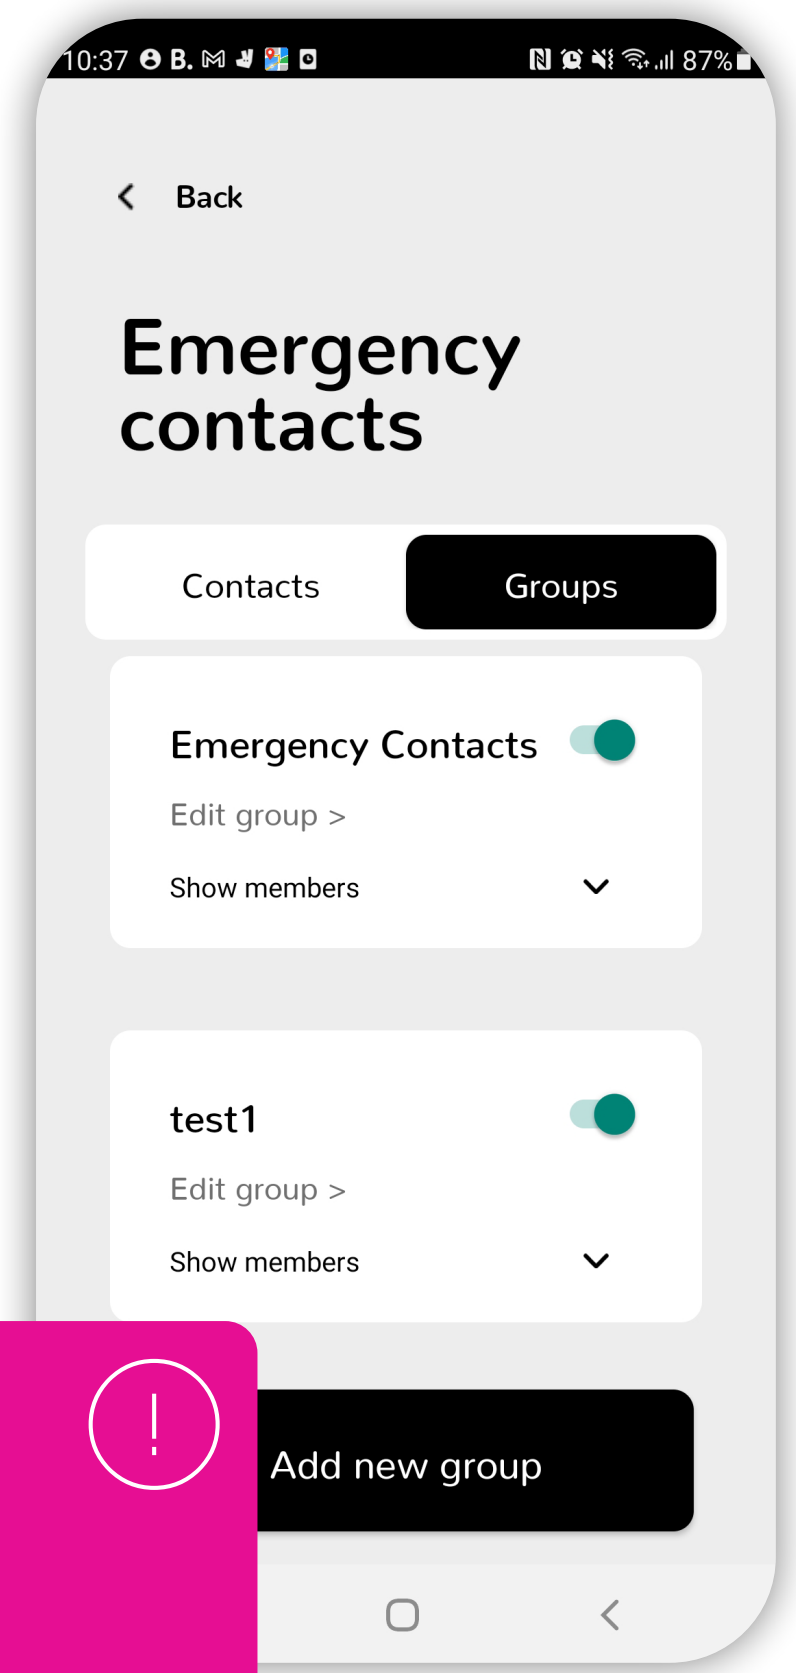 10:37 B. 87%
Back
Emergency
contacts
Contacts Groups
Emergency Contacts
Edit group >
Show members
test1
Edit group >
Show members
!
Add new group